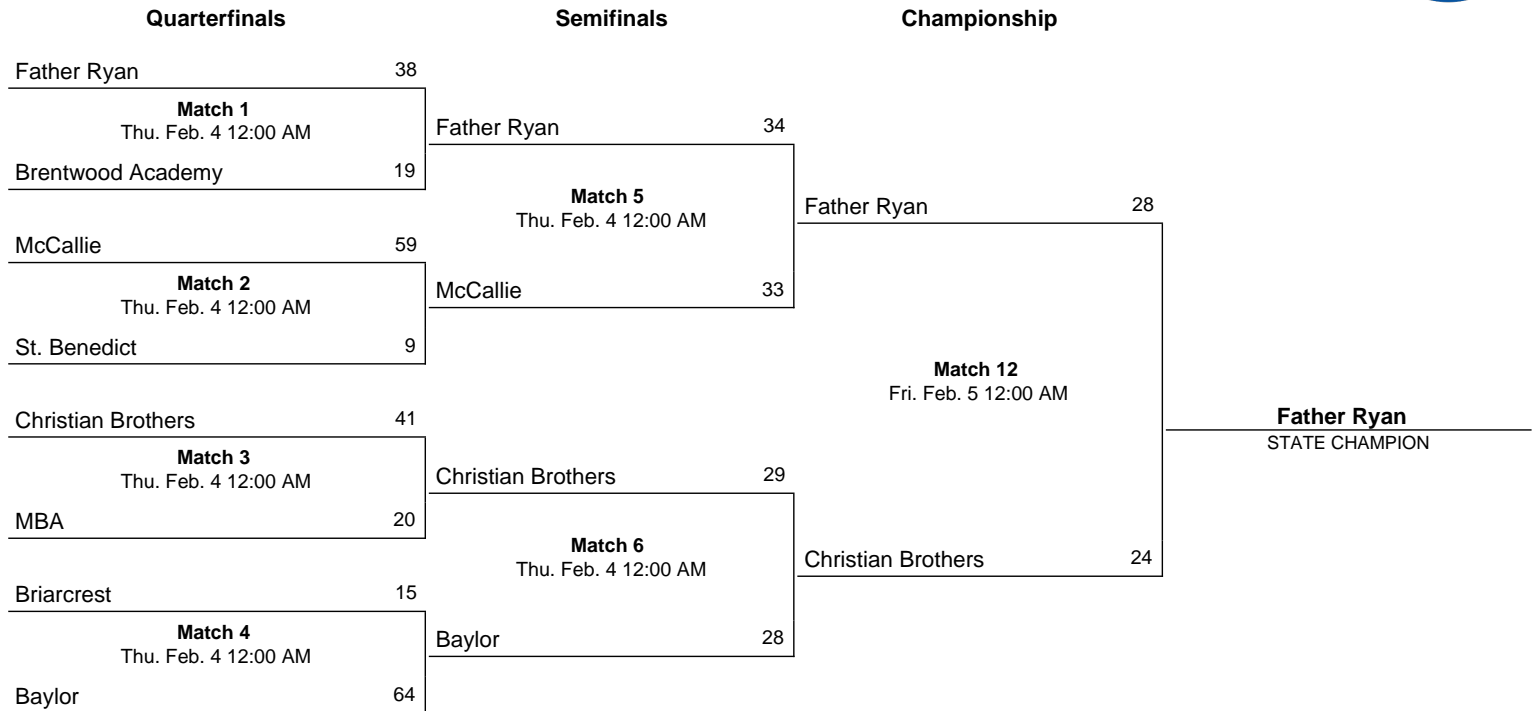 Quarterfinals Semifinals Championship
Father Ryan 38
Match 1
Thu. Feb. 4 12:00 AM
Brentwood Academy 19
McCallie 59
Match 2
Thu. Feb. 4 12:00 AM
St. Benedict 9
Christian Brothers 41
Match 3
Thu. Feb. 4 12:00 AM
MBA 20
Briarcrest 15
Match 4
Thu. Feb. 4 12:00 AM
Baylor 64
Father Ryan 34
Match 5
Thu. Feb. 4 12:00 AM
McCallie 33
Christian Brothers 29
Match 6
Thu. Feb. 4 12:00 AM
Baylor 28
Father Ryan 28
Match 12
Fri. Feb. 5 12:00 AM
Christian Brothers 24
Father Ryan
STATE CHAMPION